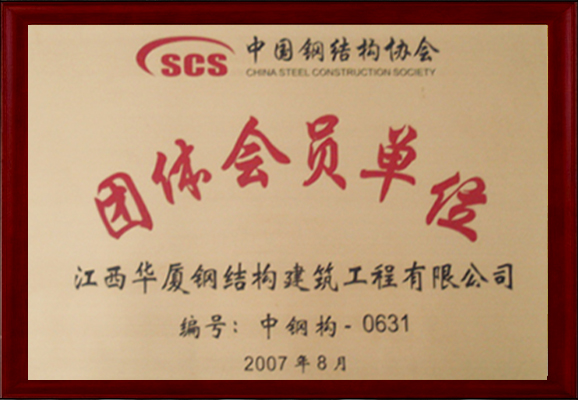 SCS 中国钢结构协会
CHINA STEEL CONSTRUCTION SOCIETY
团体会员单位
江西华厦钢结构建筑工程有限公司
编号：中钢构-0631
2007年8月